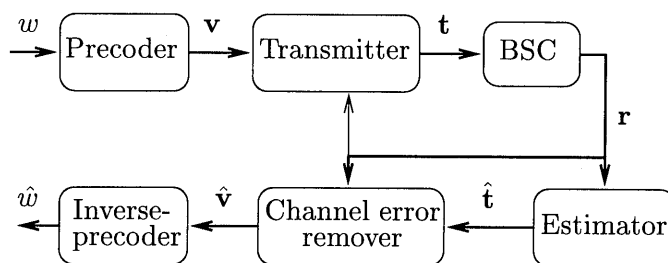 w
Precoder
v
Transmitter
t
BSC
r
ŵ
Inverse-
precoder
v̂
Channel error
remover
t̂
Estimator